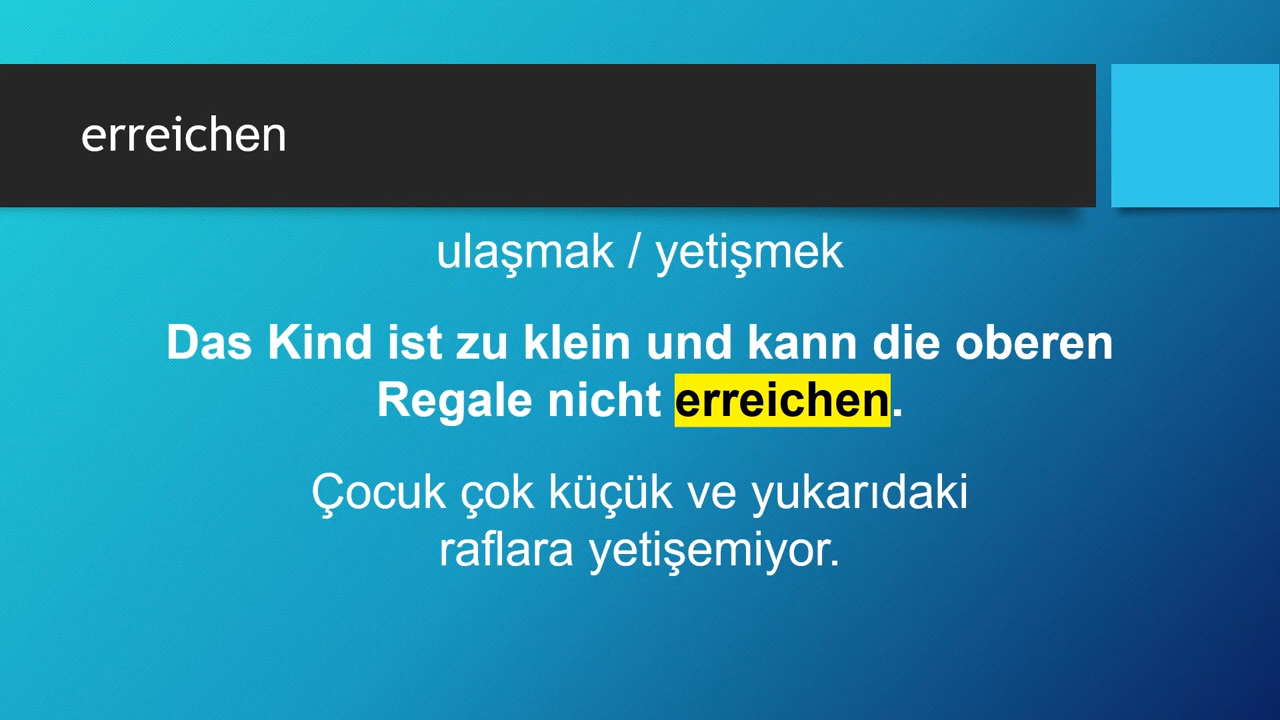 erreichen
ulaşmak / yetişmek
Das Kind ist zu klein und kann die oberen
Regale nicht erreichen.
Çocuk çok küçük ve yukarıdaki
raflara yetişemiyor.